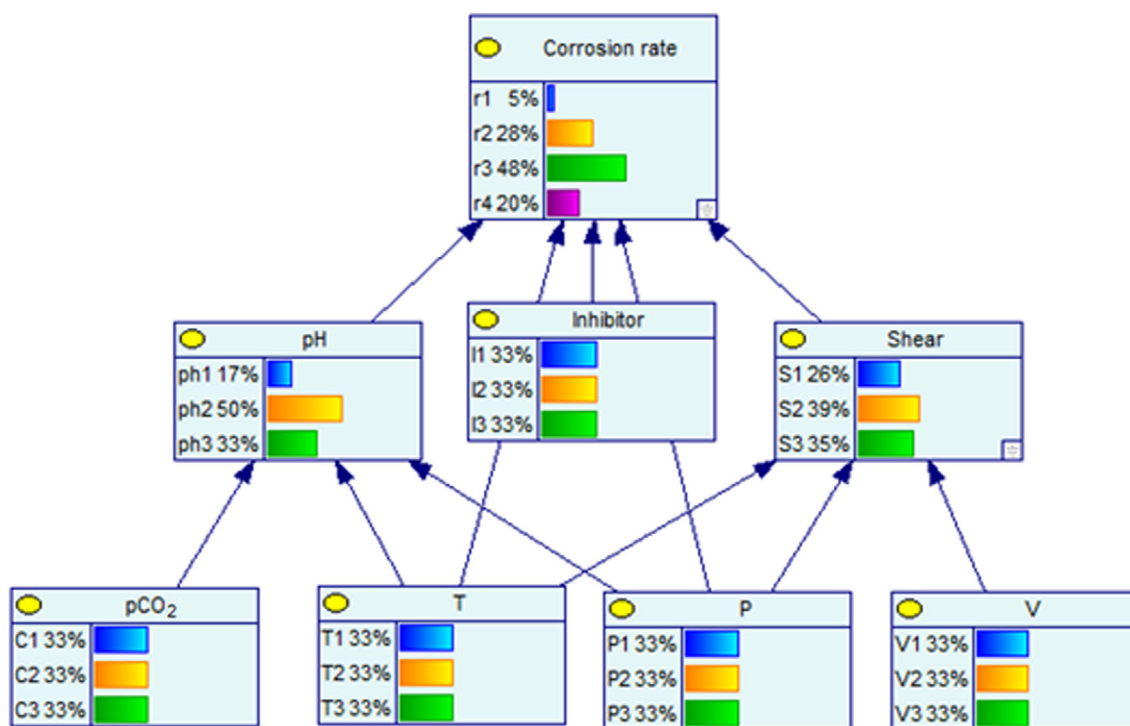 Corrosion rate
r1 5%
r2 28%
r3 48%
r4 20%
pH
ph1 17%
ph2 50%
ph3 33%
Inhibitor
I1 33%
I2 33%
I3 33%
Shear
S1 26%
S2 39%
S3 35%
pCO₂
C1 33%
C2 33%
C3 33%
T
T1 33%
T2 33%
T3 33%
P
P1 33%
P2 33%
P3 33%
V
V1 33%
V2 33%
V3 33%